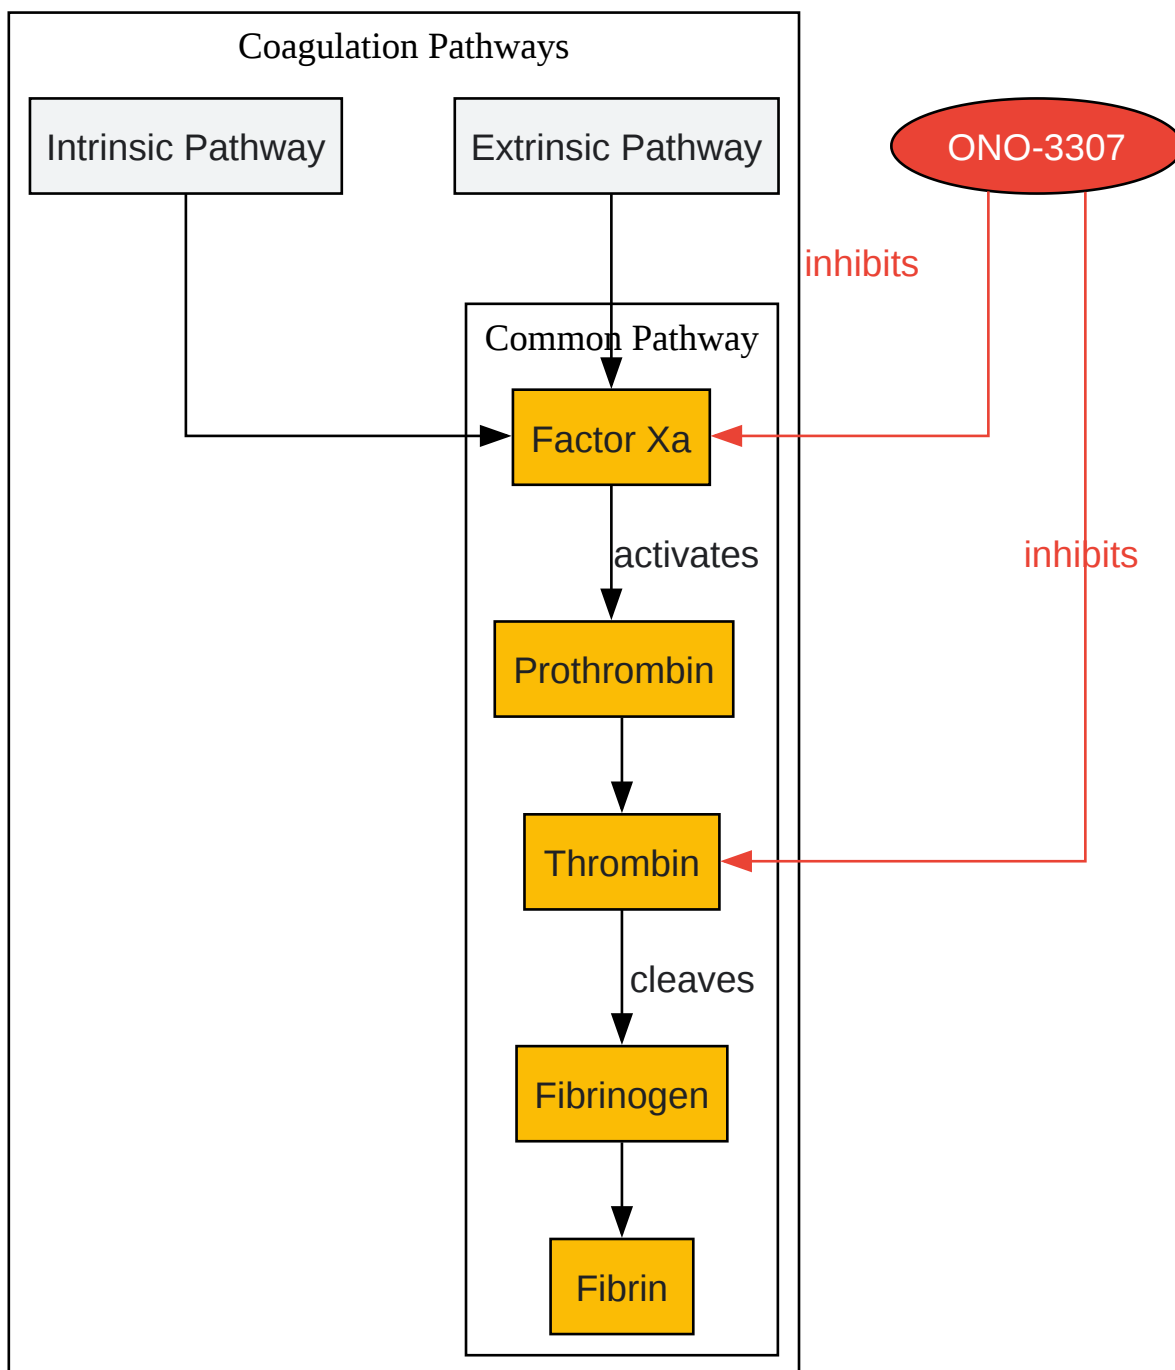 Coagulation Pathways
Intrinsic Pathway
Extrinsic Pathway
ONO-3307
inhibits
Common Pathway
Factor Xa
activates
inhibits
Prothrombin
Thrombin
cleaves
Fibrinogen
Fibrin